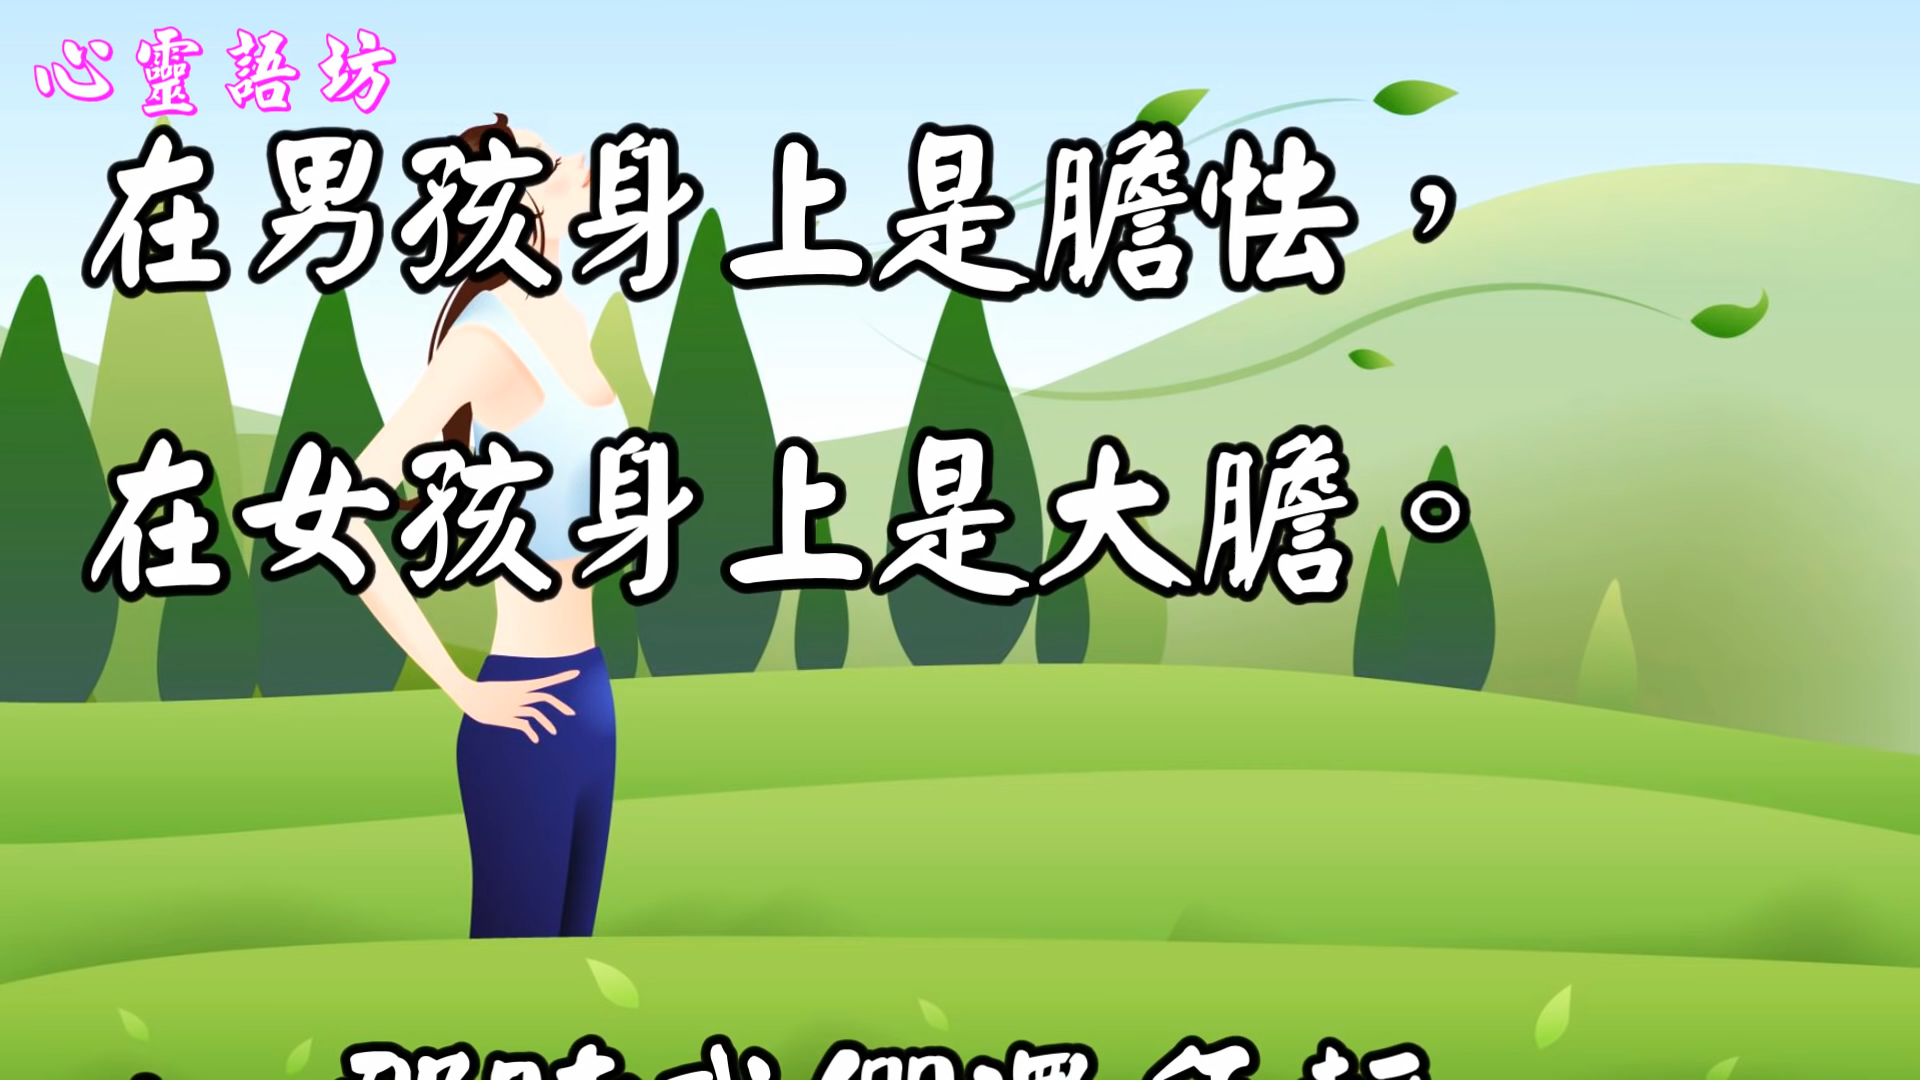 心靈語坊
在男孩身上是膽怯，
在女孩身上是大膽。